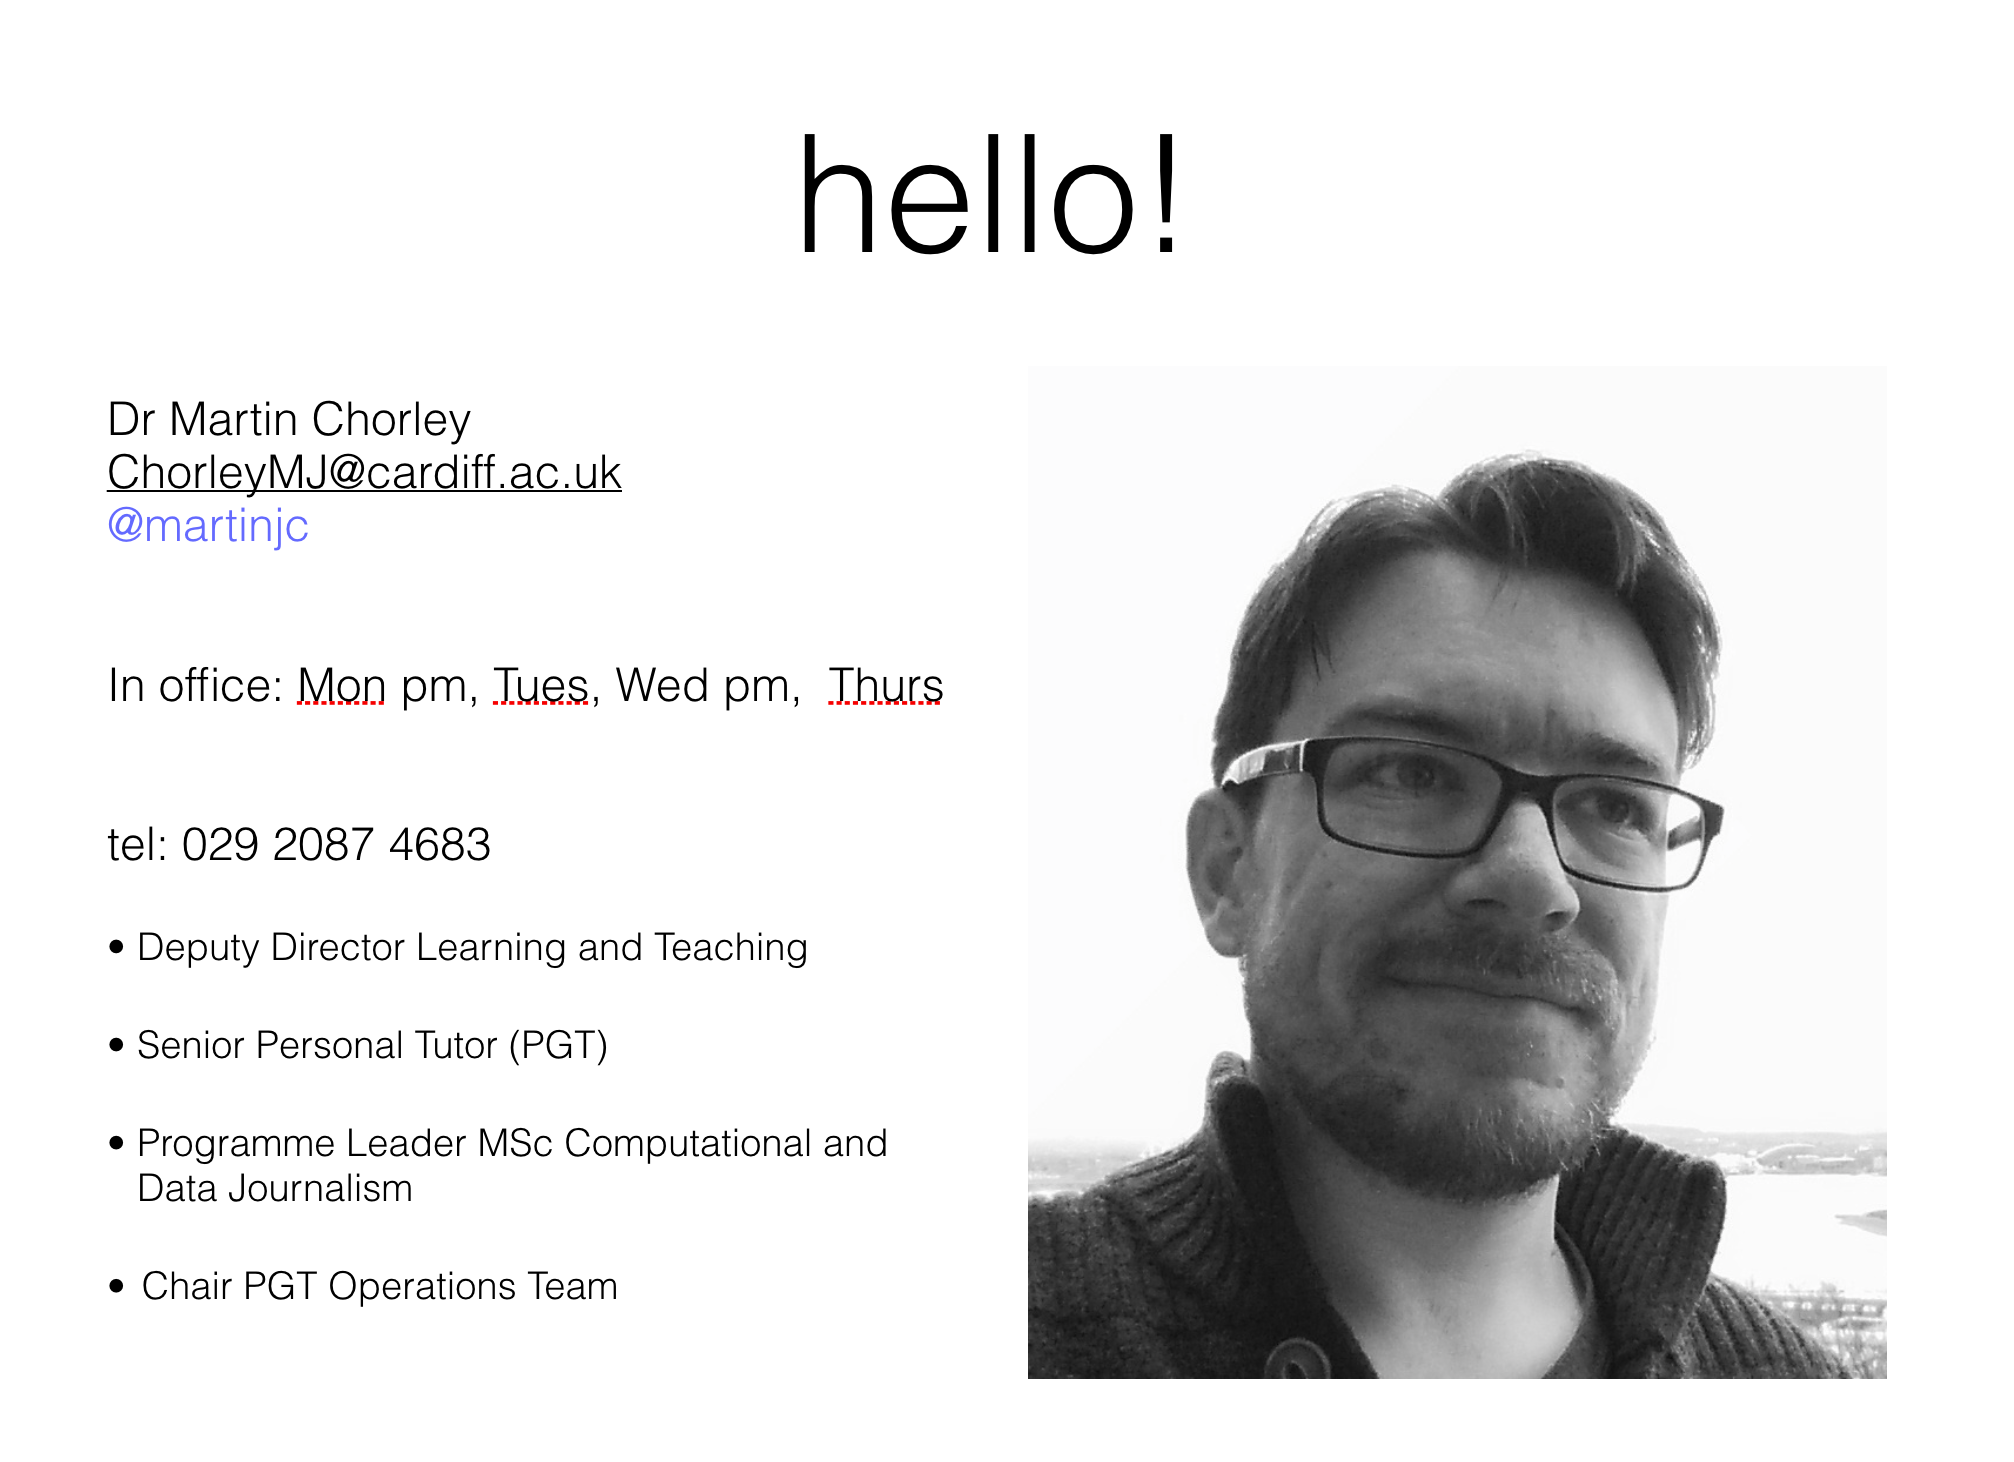 hello!
Dr Martin Chorley
ChorleyMJ@cardiff.ac.uk
@martinjc
In office: Mon pm, Tues, Wed pm,  Thurs
tel: 029 2087 4683
• Deputy Director Learning and Teaching
• Senior Personal Tutor (PGT)
• Programme Leader MSc Computational and
Data Journalism
• Chair PGT Operations Team